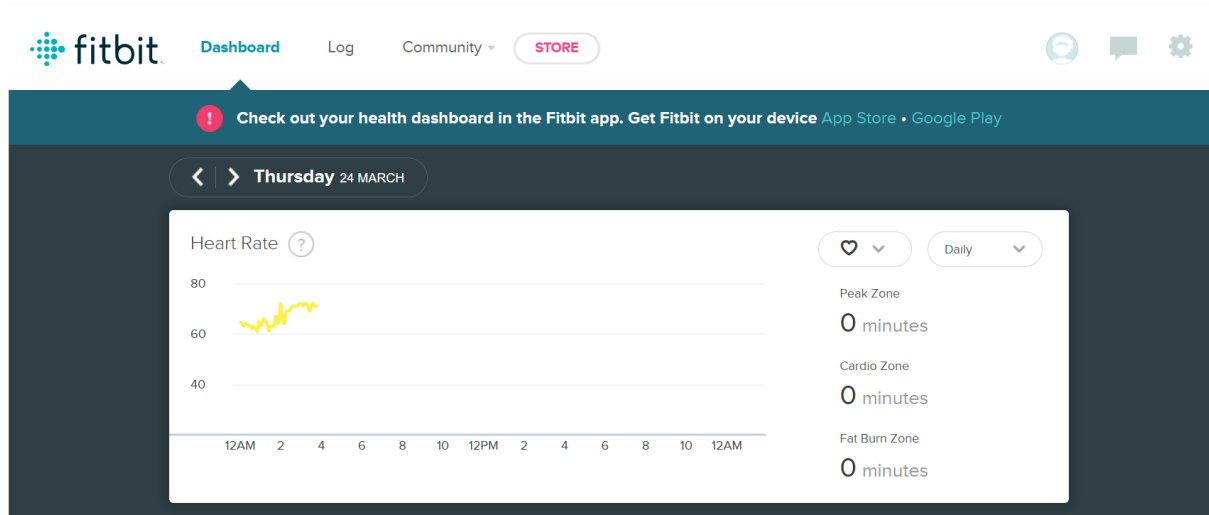 fitbit Dashboard Log Community STORE
! Check out your health dashboard in the Fitbit app. Get Fitbit on your device App Store • Google Play
Thursday 24 MARCH
Heart Rate ?
Daily
80
60
40
12AM 2 4 6 8 10 12PM 2 4 6 8 10 12AM
Peak Zone
0 minutes
Cardio Zone
0 minutes
Fat Burn Zone
0 minutes